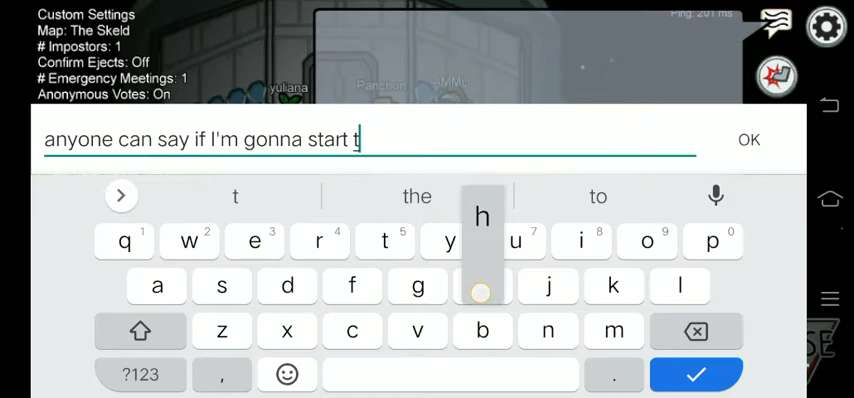 Custom Settings
Ping: 201 ms
Map: The Skeld
# Impostors: 1
Confirm Ejects: Off
# Emergency Meetings: 1
Anonymous Votes: On
yuliana
Panchon
AMMU
anyone can say if I'm gonna start t
OK
t the to
h
q 1 w 2 e 3 r 4 t 5 y u 7 i 8 o 9 p 0
a s d f g j k l
z x c v b n m
?123 , .
SE